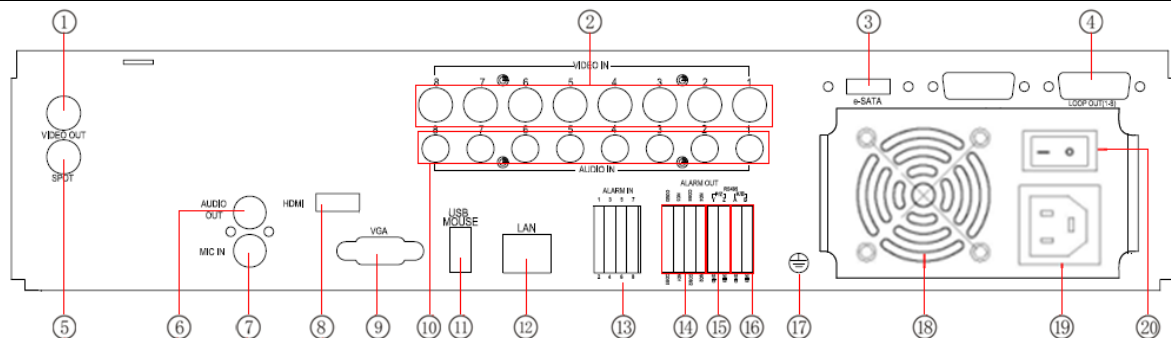 ① ② ③ ④
VIDEO IN
8 7 6 5 4 3 2 1
e-SATA
LOOP OUT(1-8)
VIDEO OUT
8 7 6 5 4 3 2 1
AUDIO IN
SPOT
AUDIO OUT
HDMI
MIC IN
VGA
USB MOUSE
LAN
ALARM IN
1 3 5 7
2 4 6 8
ALARM OUT
RS485
Y Z A B
⑤ ⑥ ⑦ ⑧ ⑨ ⑩ ⑪ ⑫ ⑬ ⑭ ⑮ ⑯ ⑰ ⑱ ⑲ ⑳